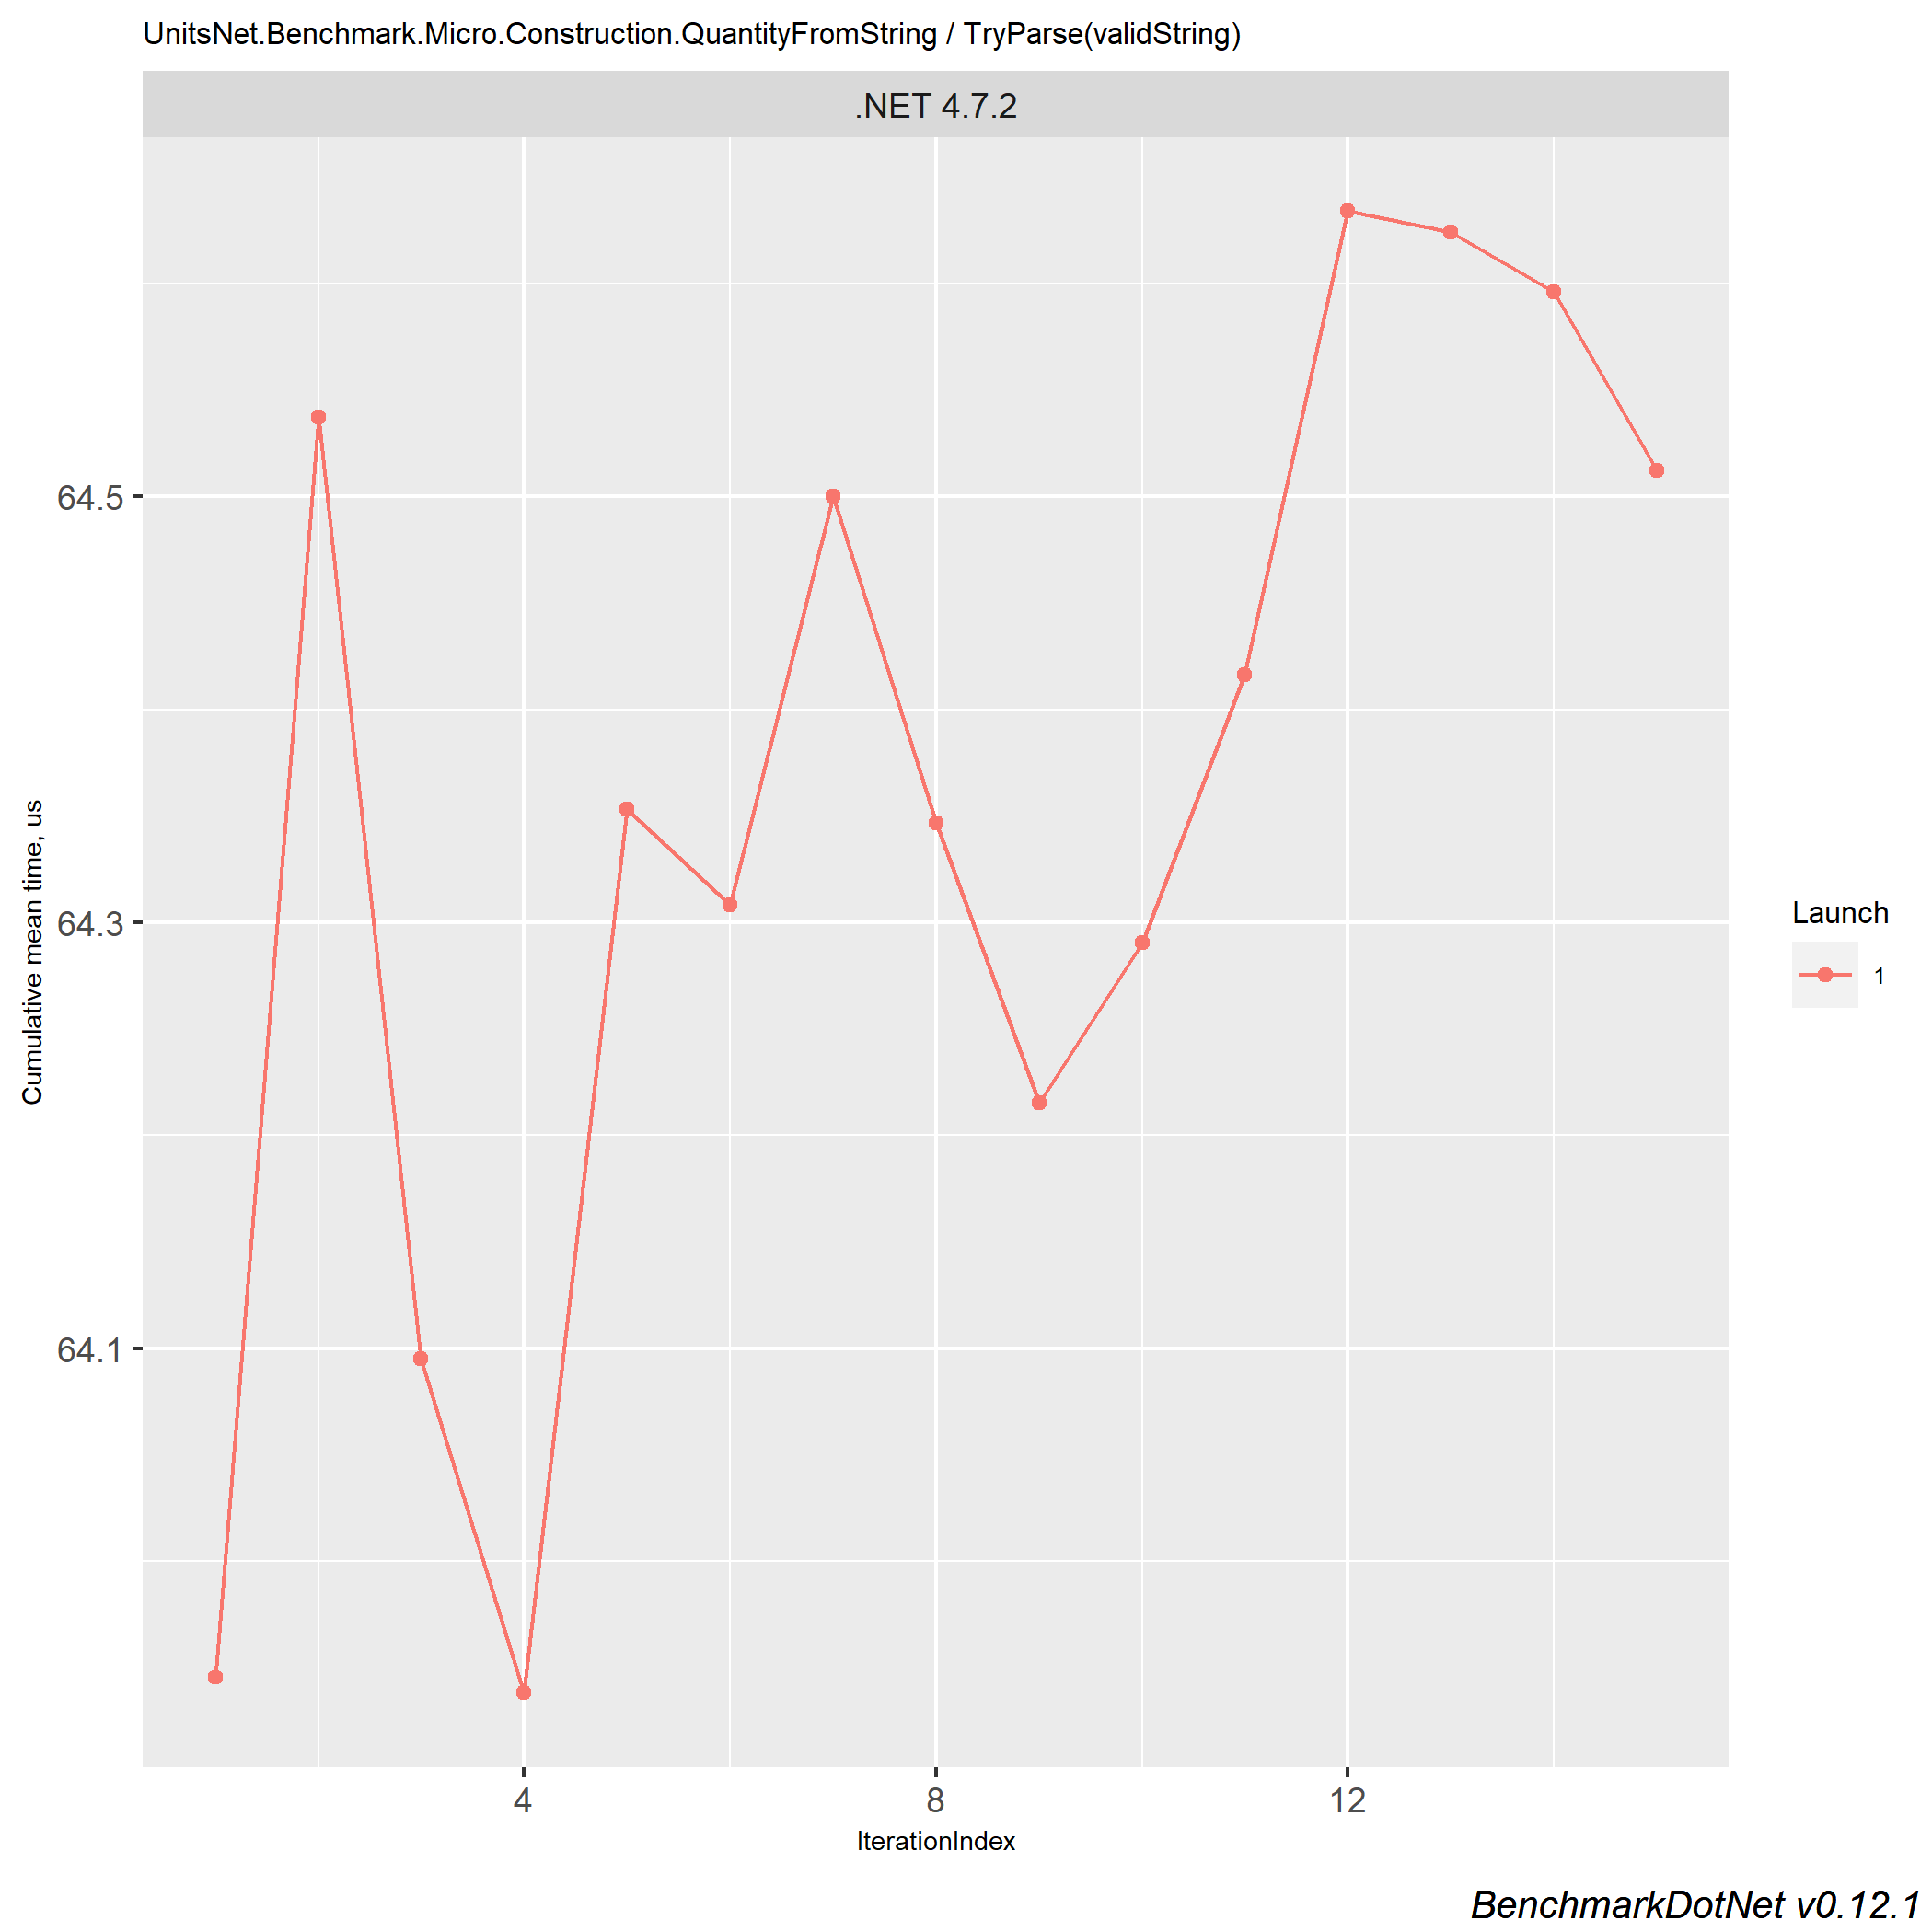 UnitsNet.Benchmark.Micro.Construction.QuantityFromString / TryParse(validString)
.NET 4.7.2
64.5
64.3
64.1
Cumulative mean time, us
4
8
12
IterationIndex
Launch
1
BenchmarkDotNet v0.12.1